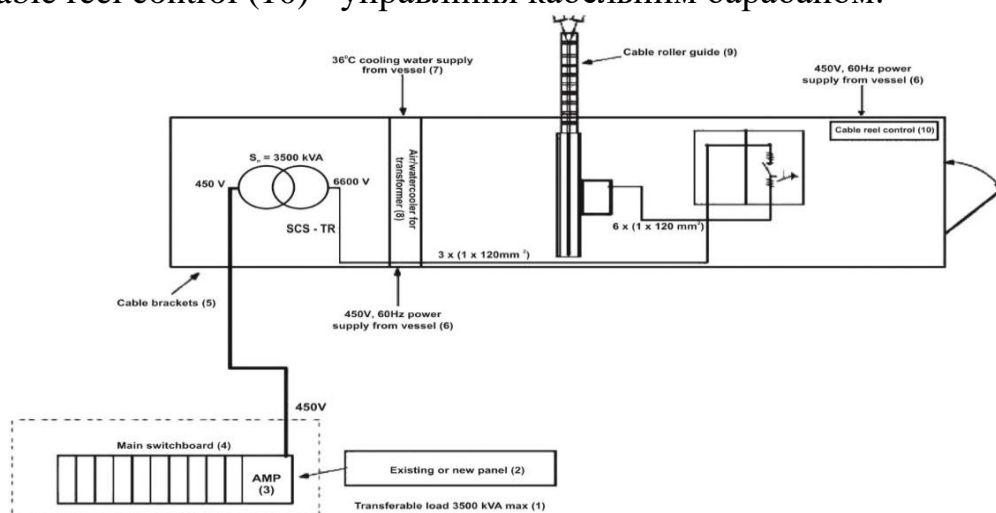 able reel control (10) – управління кабельним барабаном.
Cable roller guide (9)
36°C cooling water supply
from vessel (7)
450V, 60Hz power
supply from vessel (6)
Cable reel control (10)
Sn = 3500 kVA
450 V
6600 V
SCS - TR
Air/watercooler for
transformer (8)
6 x (1 x 120 mm²)
3 x (1 x 120mm²)
Cable brackets (5)
450V, 60Hz power
supply from vessel (6)
450V
Main switchboard (4)
AMP
(3)
Existing or new panel (2)
Transferable load 3500 kVA max (1)